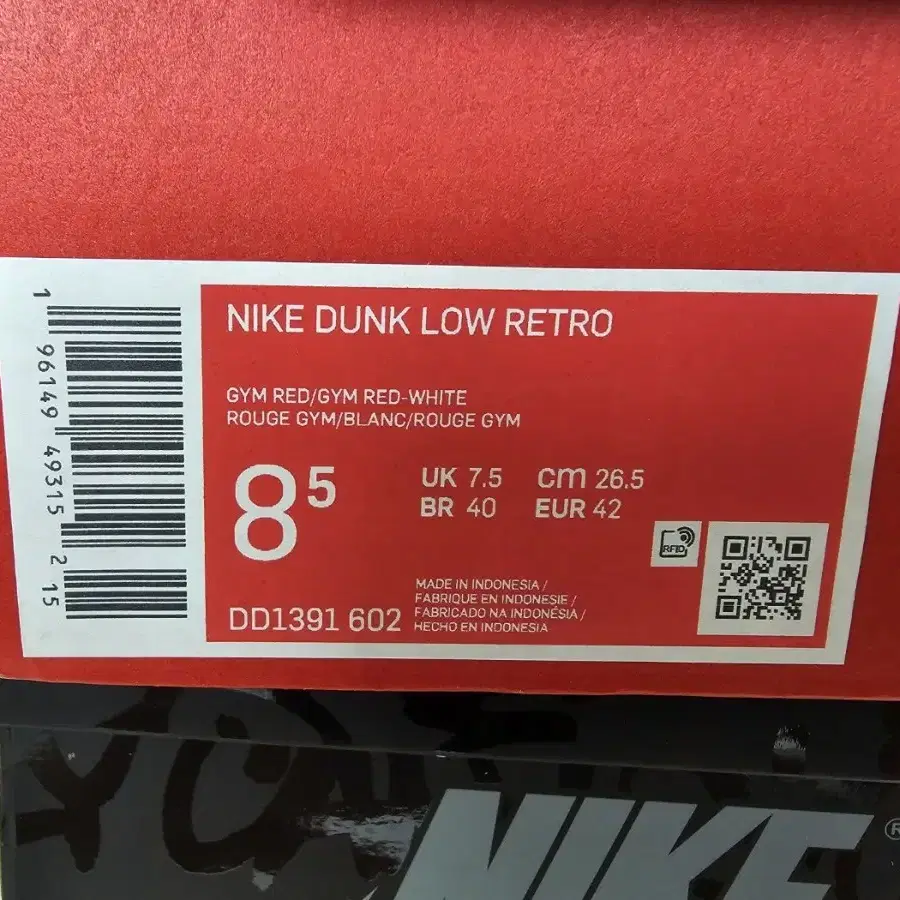 1 96149 49315 2 15
NIKE DUNK LOW RETRO
GYM RED/GYM RED-WHITE
ROUGE GYM/BLANC/ROUGE GYM
8⁵
UK 7.5 cm 26.5
BR 40 EUR 42
RFID
MADE IN INDONESIA /
FABRIQUE EN INDONESIE /
FABRICADO NA INDONÉSIA /
HECHO EN INDONESIA
DD1391 602
NIKE®